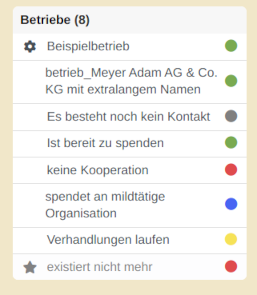 Betriebe (8)
Beispielbetrieb
betrieb_Meyer Adam AG & Co.
KG mit extralangem Namen
Es besteht noch kein Kontakt
Ist bereit zu spenden
keine Kooperation
spendet an mildtätige
Organisation
Verhandlungen laufen
existiert nicht mehr